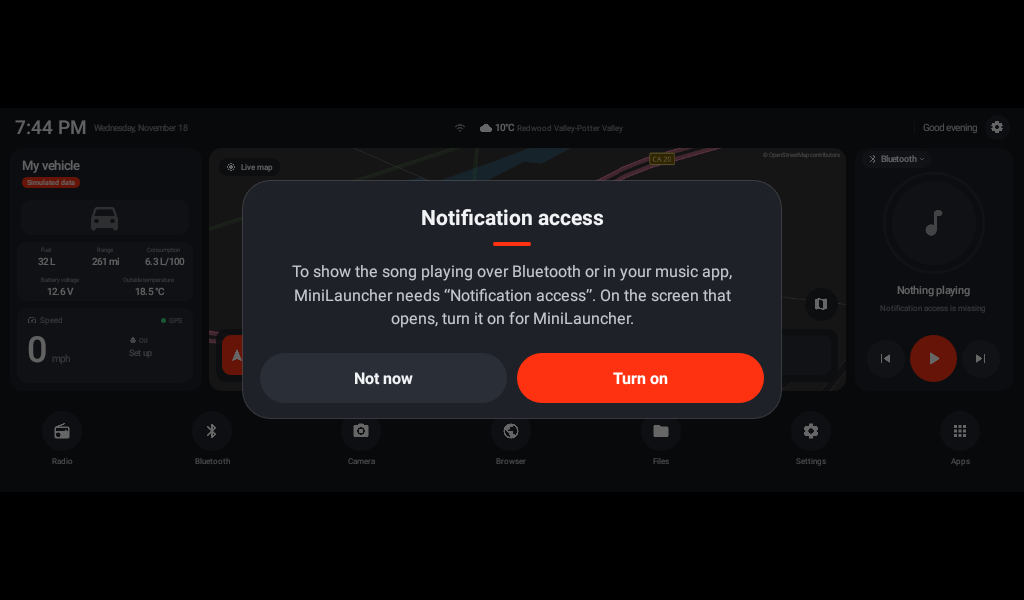 7:44 PM Wednesday, November 18
10°C Redwood Valley-Potter Valley
Good evening
My vehicle
Simulated data
Fuel Range Consumption
32 L 261 mi 6.3 L/100
Battery voltage Outside temperature
12.6 V 18.5 °C
Speed GPS
0 mph
Oil
Set up
Live map
CA 20
© OpenStreetMap contributors
Notification access
To show the song playing over Bluetooth or in your music app,
MiniLauncher needs “Notification access”. On the screen that
opens, turn it on for MiniLauncher.
Not now Turn on
Bluetooth
Nothing playing
Notification access is missing
Radio Bluetooth Camera Browser Files Settings Apps